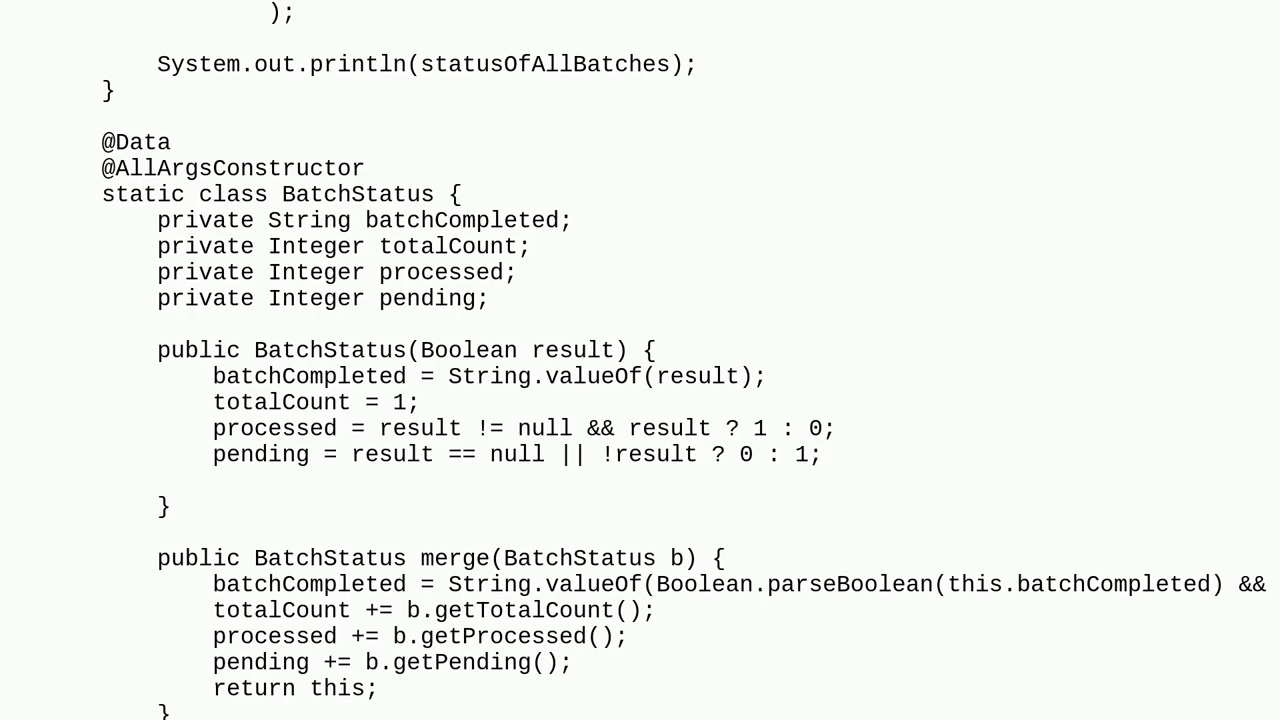 );
System.out.println(statusOfAllBatches);
}
@Data
@AllArgsConstructor
static class BatchStatus {
private String batchCompleted;
private Integer totalCount;
private Integer processed;
private Integer pending;
public BatchStatus(Boolean result) {
batchCompleted = String.valueOf(result);
totalCount = 1;
processed = result != null && result ? 1 : 0;
pending = result == null || !result ? 0 : 1;
}
public BatchStatus merge(BatchStatus b) {
batchCompleted = String.valueOf(Boolean.parseBoolean(this.batchCompleted) &&
totalCount += b.getTotalCount();
processed += b.getProcessed();
pending += b.getPending();
return this;
}